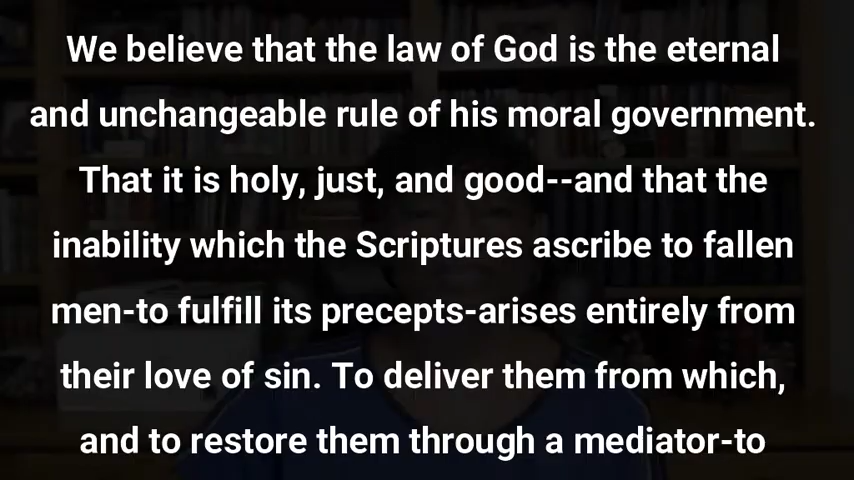 We believe that the law of God is the eternal
and unchangeable rule of his moral government.
That it is holy, just, and good--and that the
inability which the Scriptures ascribe to fallen
men-to fulfill its precepts-arises entirely from
their love of sin. To deliver them from which,
and to restore them through a mediator-to